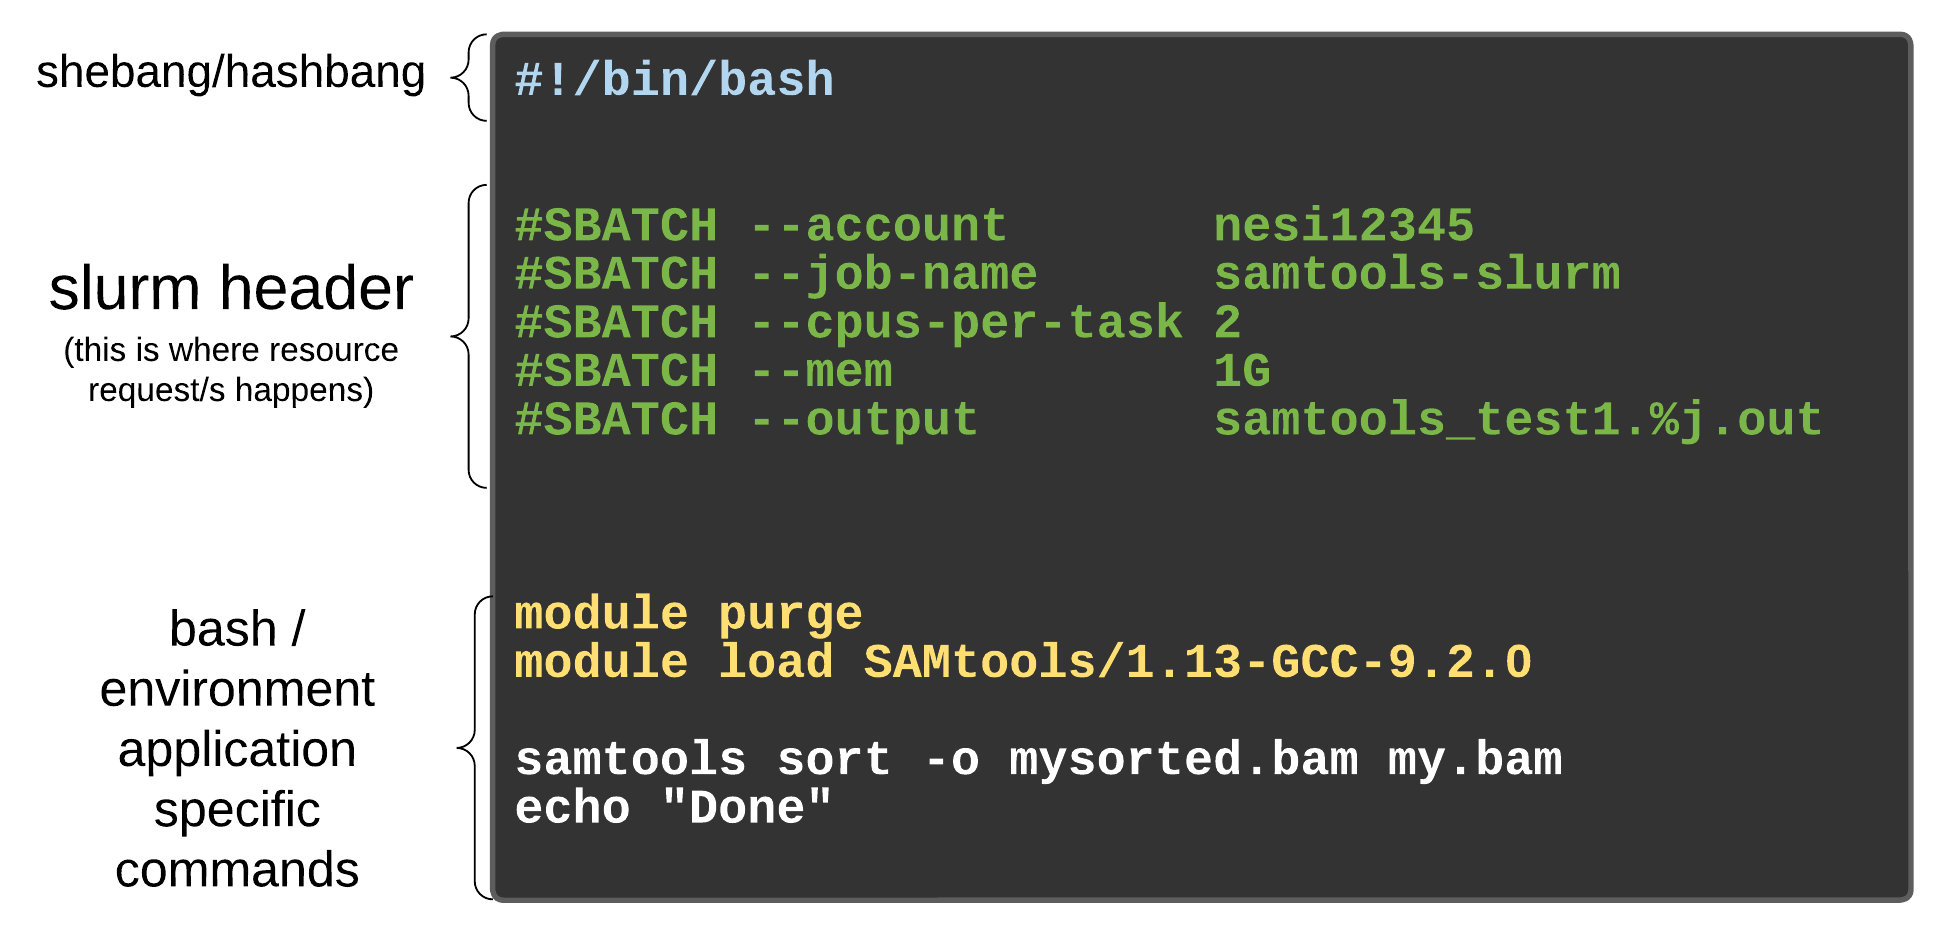 shebang/hashbang
#!/bin/bash
slurm header
(this is where resource
request/s happens)
#SBATCH --account       nesi12345
#SBATCH --job-name      samtools-slurm
#SBATCH --cpus-per-task 2
#SBATCH --mem           1G
#SBATCH --output        samtools_test1.%j.out
bash /
environment
application
specific
commands
module purge
module load SAMtools/1.13-GCC-9.2.0
samtools sort -o mysorted.bam my.bam
echo "Done"